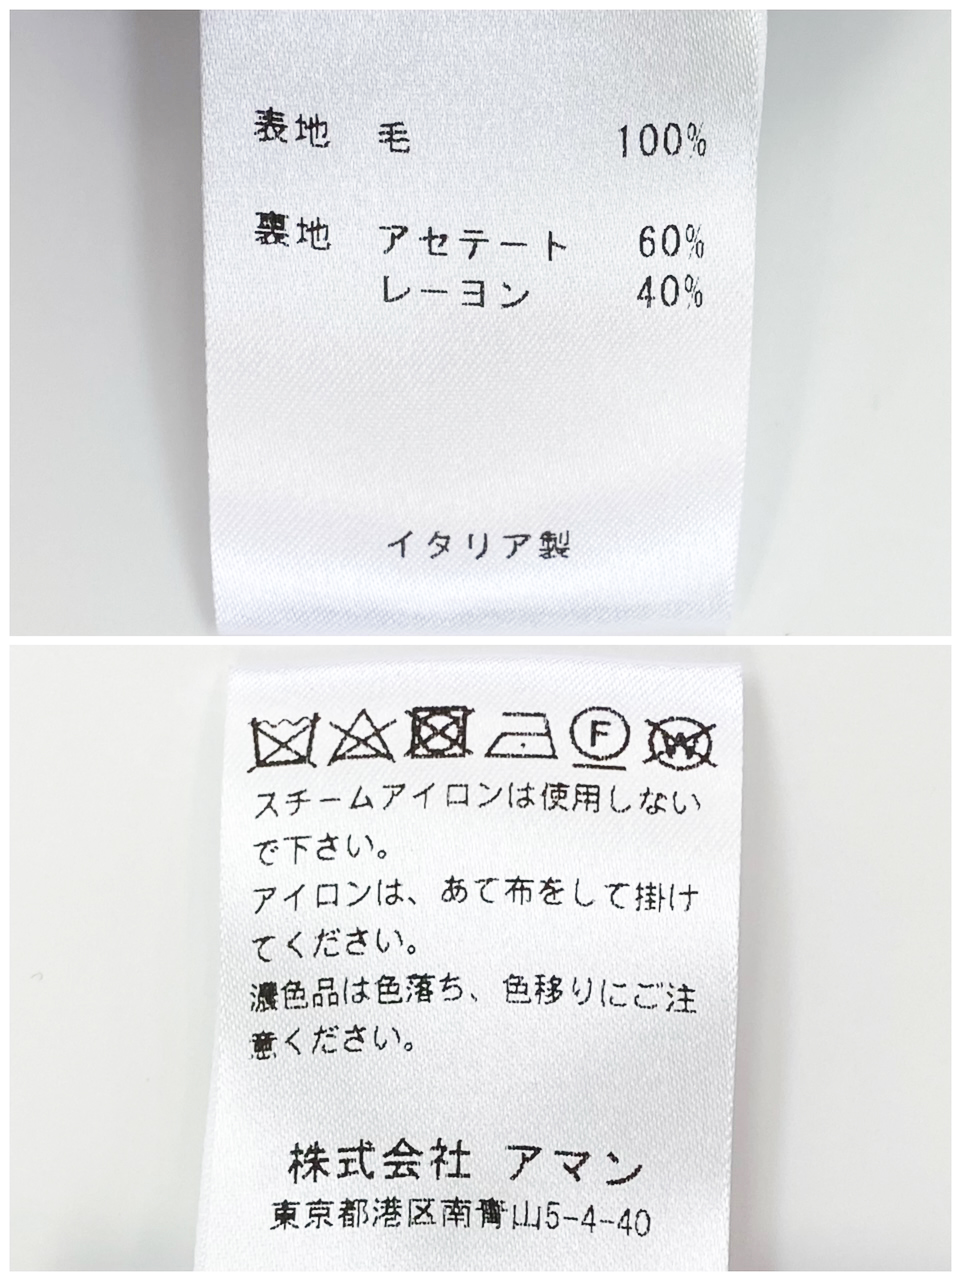 表地 毛 100%
裏地 アセテート 60%
レーヨン 40%
イタリア製
F W
スチームアイロンは使用しない
で下さい。
アイロンは、あて布をして掛け
てください。
濃色品は色落ち、色移りにご注
意ください。
株式会社 アマン
東京都港区南青山5-4-40